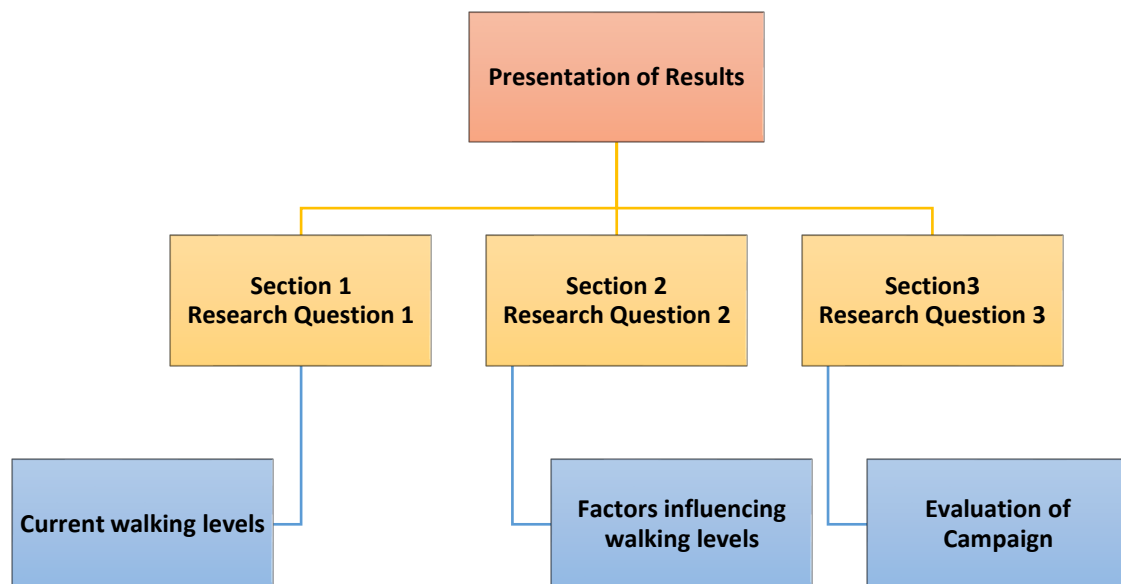 Presentation of Results
Section 1
Research Question 1
Section 2
Research Question 2
Section3
Research Question 3
Current walking levels
Factors influencing
walking levels
Evaluation of
Campaign